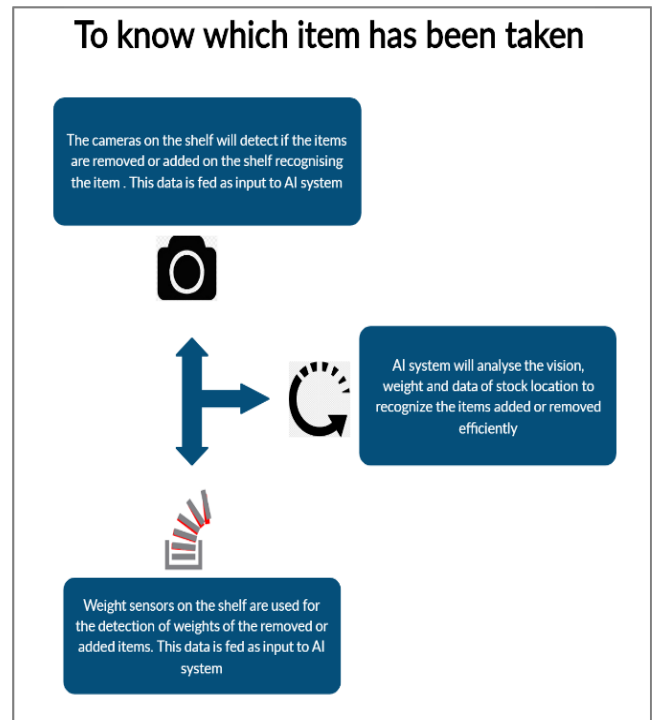 To know which item has been taken
The cameras on the shelf will detect if the items
are removed or added on the shelf recognising
the item . This data is fed as input to AI system
AI system will analyse the vision,
weight and data of stock location to
recognize the items added or removed
efficiently
Weight sensors on the shelf are used for
the detection of weights of the removed or
added items. This data is fed as input to AI
system